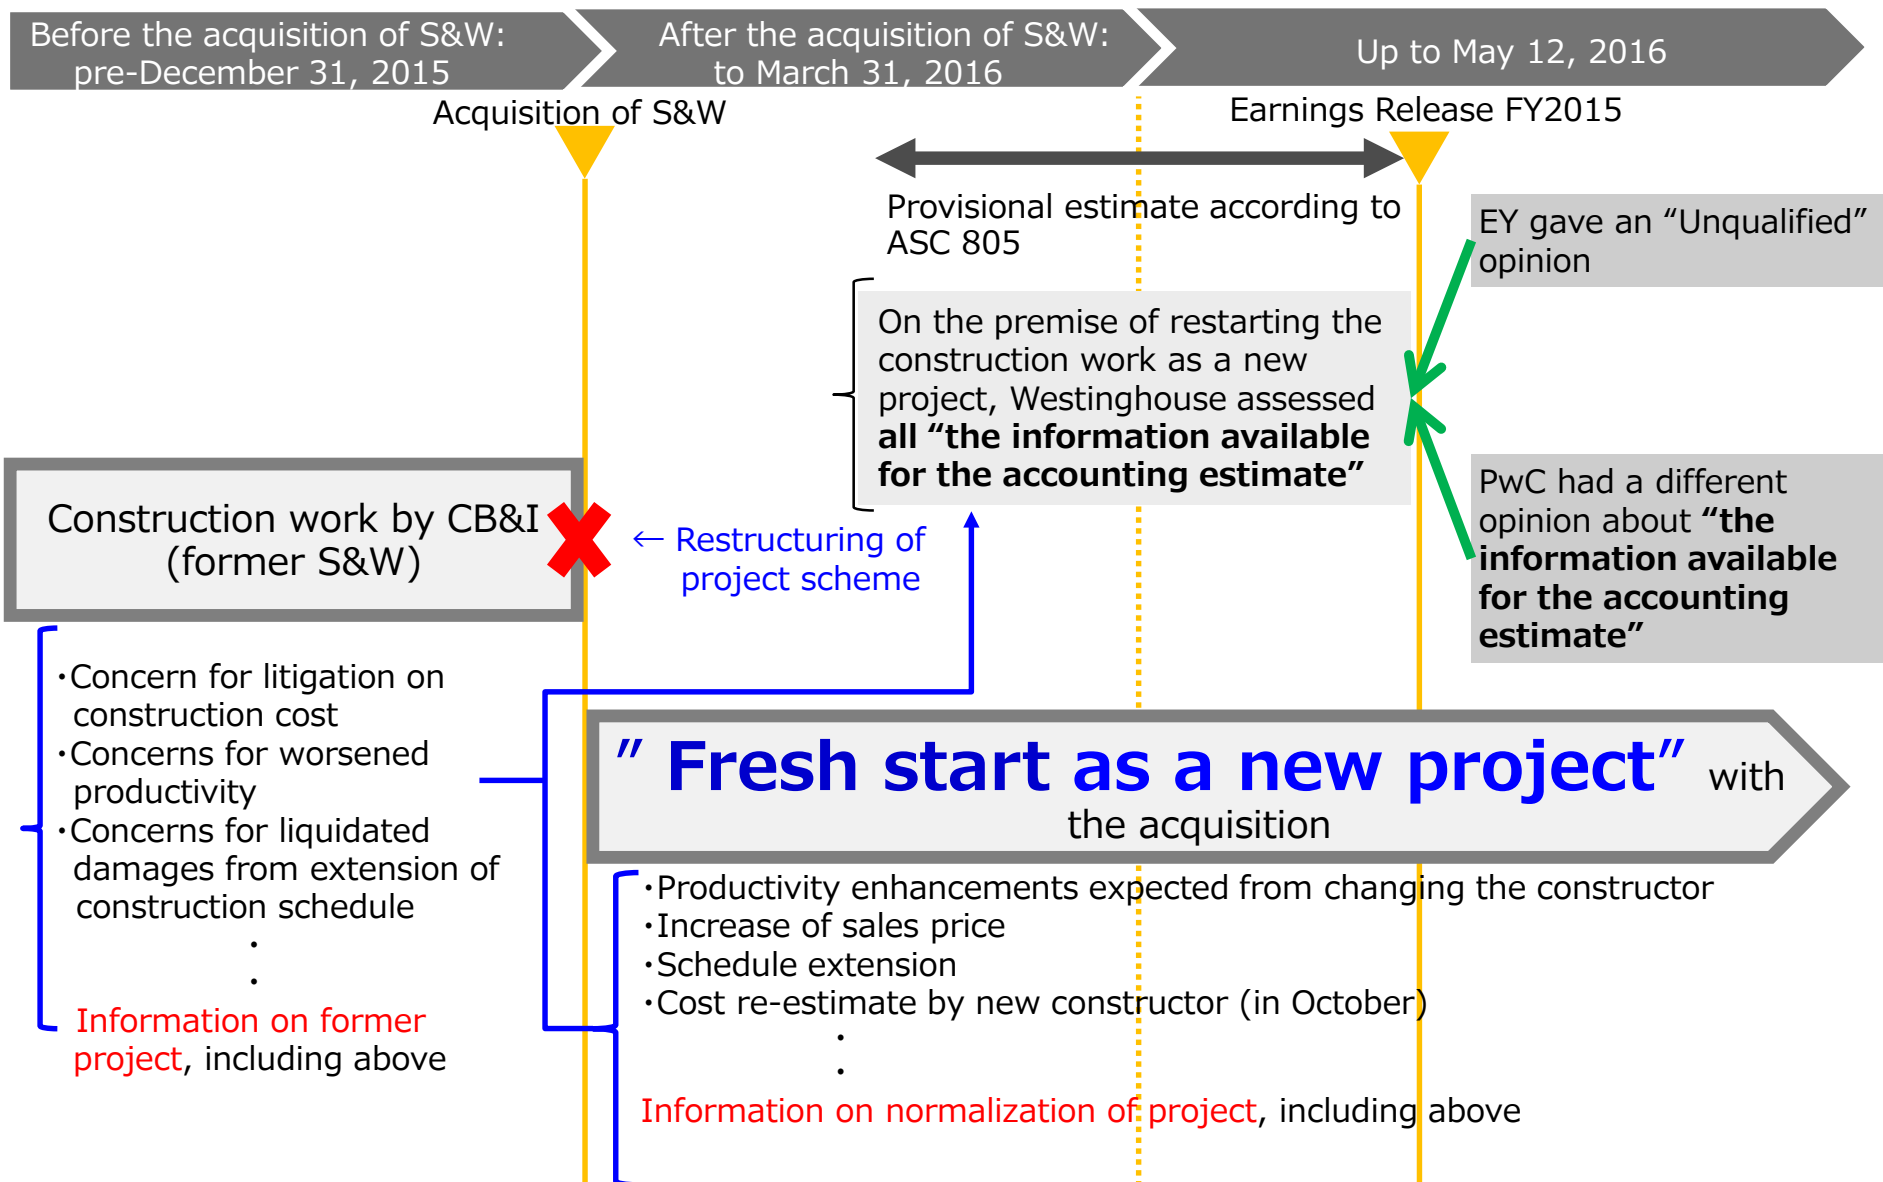 Before the acquisition of S&W:
pre-December 31, 2015
After the acquisition of S&W:
to March 31, 2016
Up to May 12, 2016
Acquisition of S&W
Earnings Release FY2015
Provisional estimate according to
ASC 805
EY gave an “Unqualified”
opinion
On the premise of restarting the
construction work as a new
project, Westinghouse assessed
all “the information available
for the accounting estimate”
PwC had a different
opinion about “the
information available
for the accounting
estimate”
Construction work by CB&I
(former S&W)
← Restructuring of
project scheme
・Concern for litigation on
construction cost
・Concerns for worsened
productivity
・Concerns for liquidated
damages from extension of
construction schedule
・
・
Information on former
project, including above
” Fresh start as a new project” with
the acquisition
・Productivity enhancements expected from changing the constructor
・Increase of sales price
・Schedule extension
・Cost re-estimate by new constructor (in October)
・
・
Information on normalization of project, including above